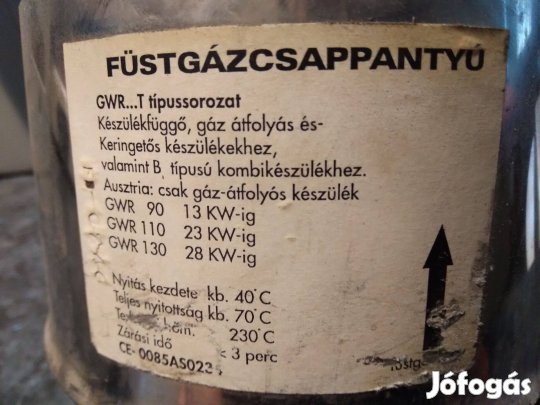 FÜSTGÁZCSAPPANTYÚ
GWR...T típussorozat
Készülékfüggő, gáz átfolyás és-
Keringetős készülékekhez,
valamint B, típusú kombikészülékhez.
Ausztria: csak gáz-átfolyós készülék
GWR 90 13 KW-ig
GWR 110 23 KW-ig
GWR 130 28 KW-ig
Nyitás kezdete kb. 40°C
Teljes nyitottság kb. 70°C
230°C
Zárási idő < 3 perc
CE- 0085AS022
Jófogás